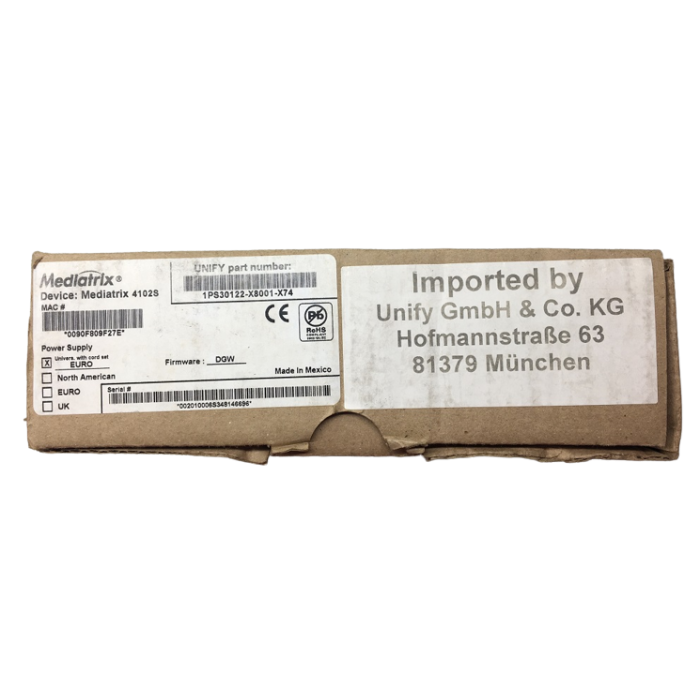 Mediatrix®
Device: Mediatrix 4102S
MAC #
*0090F809F27E*
Power Supply
X Univers. with cord set
EURO
North American
EURO
UK
UNIFY part number:
1PS30122-X8001-X74
CE
Pb
RoHS
Firmware : DGW
Made In Mexico
Serial #
Imported by
Unify GmbH & Co. KG
Hofmannstraße 63
81379 München